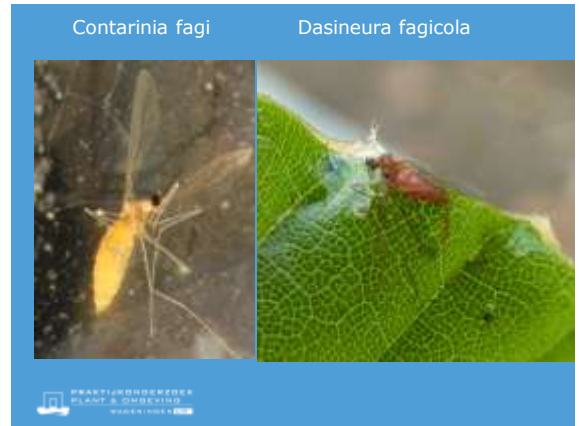 Contarinia fagi
Dasineura fagicola
PRAKTIJKONDERZOEK
PLANT & OMGEVING
WAGENINGEN UR